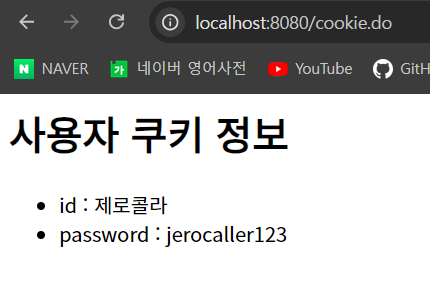 localhost:8080/cookie.do
N NAVER 가 네이버 영어사전 YouTube GitH
사용자 쿠키 정보
id : 제로콜라
password : jerocaller123